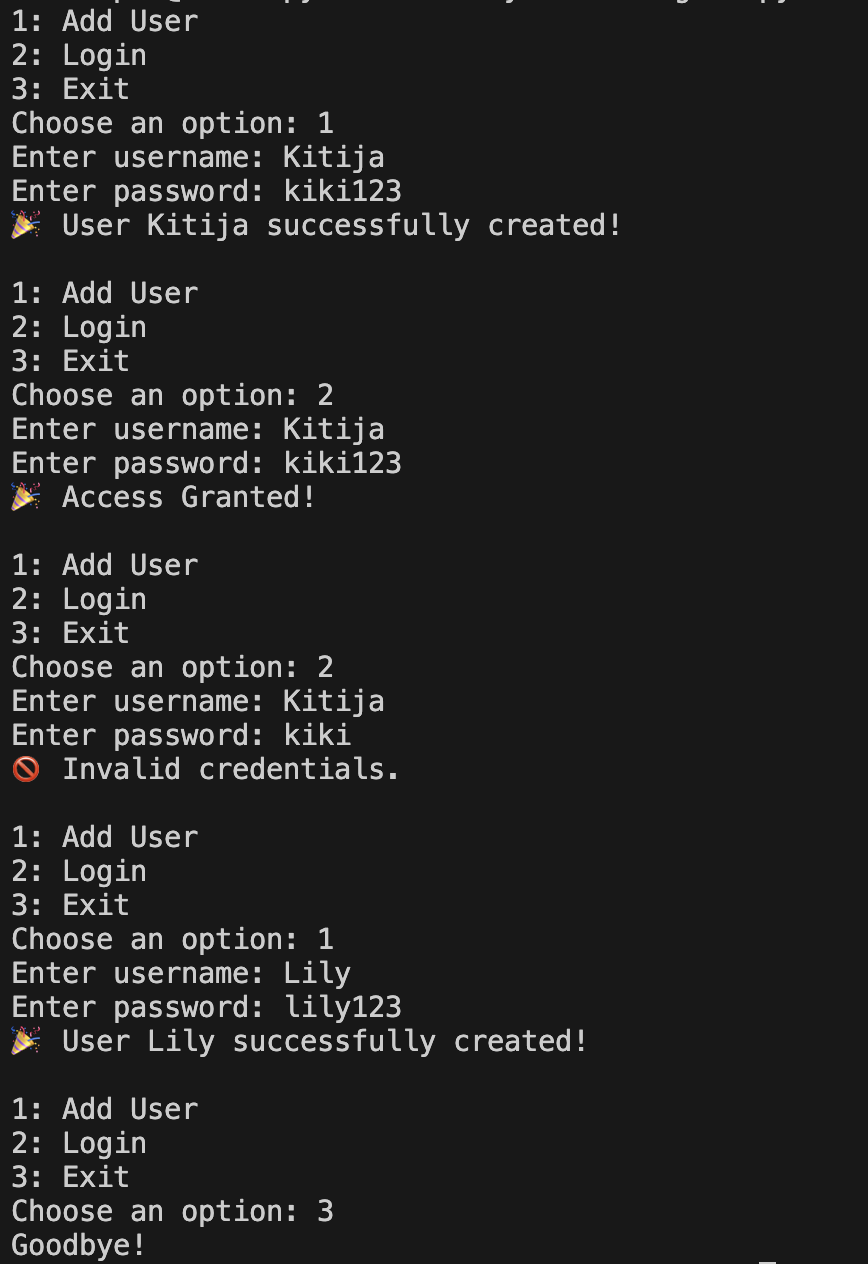 1: Add User
2: Login
3: Exit
Choose an option: 1
Enter username: Kitija
Enter password: kiki123
🎉 User Kitija successfully created!

1: Add User
2: Login
3: Exit
Choose an option: 2
Enter username: Kitija
Enter password: kiki123
🎉 Access Granted!

1: Add User
2: Login
3: Exit
Choose an option: 2
Enter username: Kitija
Enter password: kiki
🚫 Invalid credentials.

1: Add User
2: Login
3: Exit
Choose an option: 1
Enter username: Lily
Enter password: lily123
🎉 User Lily successfully created!

1: Add User
2: Login
3: Exit
Choose an option: 3
Goodbye!